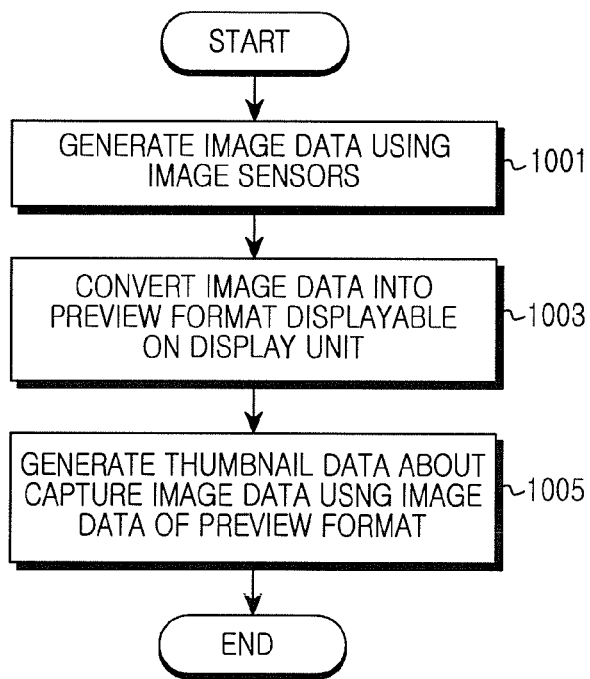 START
GENERATE IMAGE DATA USING
IMAGE SENSORS
1001
CONVERT IMAGE DATA INTO
PREVIEW FORMAT DISPLAYABLE
ON DISPLAY UNIT
1003
GENERATE THUMBNAIL DATA ABOUT
CAPTURE IMAGE DATA USNG IMAGE
DATA OF PREVIEW FORMAT
1005
END